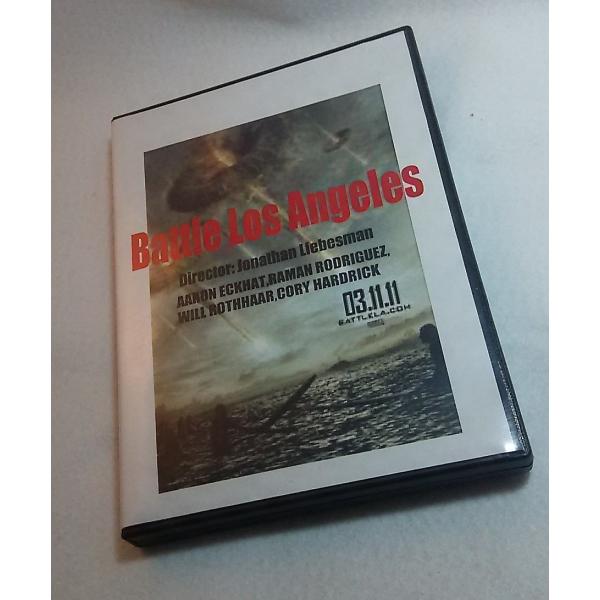 Battle Los Angeles
Director: Jonathan Liebesman
AARON ECKHAT,RAMAN RODRIGUEZ,
WILL ROTHHAAR,CORY HARDRICK
03.11.11
BATTLELA.COM